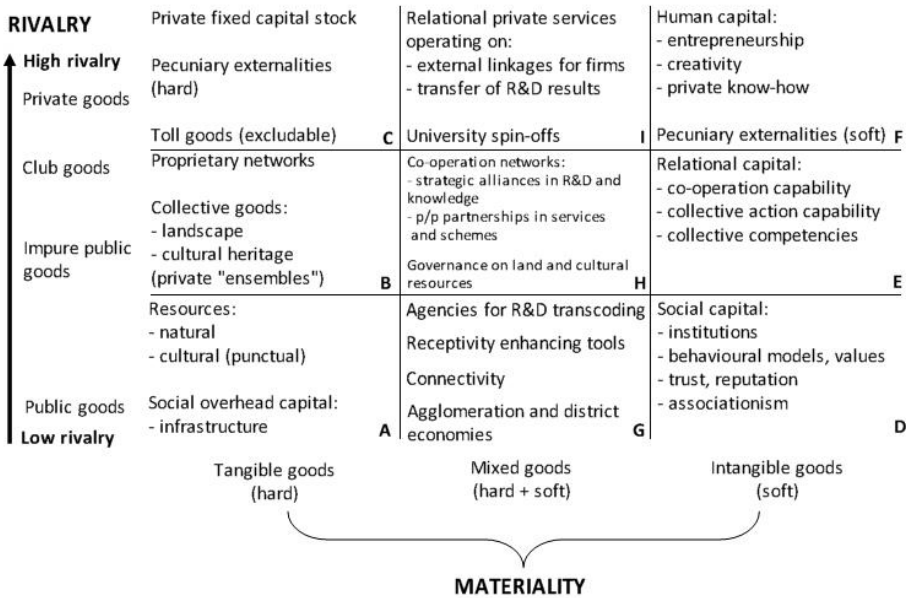 RIVALRY
High rivalry
Private goods
Club goods
Impure public
goods
Public goods
Low rivalry
Private fixed capital stock
Pecuniary externalities
(hard)
Toll goods (excludable)
C
Relational private services
operating on:
- external linkages for firms
- transfer of R&D results
University spin-offs
I
Human capital:
- entrepreneurship
- creativity
- private know-how
Pecuniary externalities (soft)
F
Proprietary networks
Collective goods:
- landscape
- cultural heritage
(private "ensembles")
B
Co-operation networks:
- strategic alliances in R&D and
knowledge
- p/p partnerships in services
and schemes
Governance on land and cultural
resources
H
Relational capital:
- co-operation capability
- collective action capability
- collective competencies
E
Resources:
- natural
- cultural (punctual)
Social overhead capital:
- infrastructure
A
Agencies for R&D transcoding
Receptivity enhancing tools
Connectivity
Agglomeration and district
economies
G
Social capital:
- institutions
- behavioural models, values
- trust, reputation
- associationism
D
Tangible goods
(hard)
Mixed goods
(hard + soft)
Intangible goods
(soft)
MATERIALITY